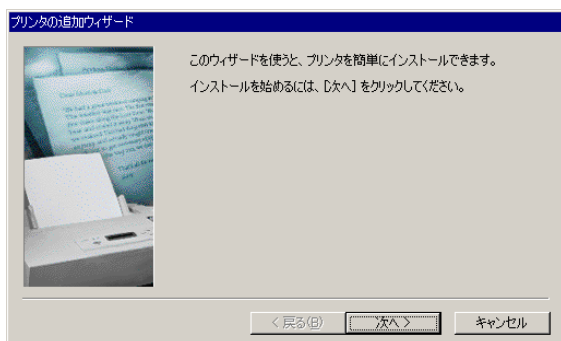 プリンタの追加ウィザード
このウィザードを使うと、プリンタを簡単にインストールできます。
インストールを始めるには、[次へ] をクリックしてください。
< 戻る(B)
次へ >
キャンセル